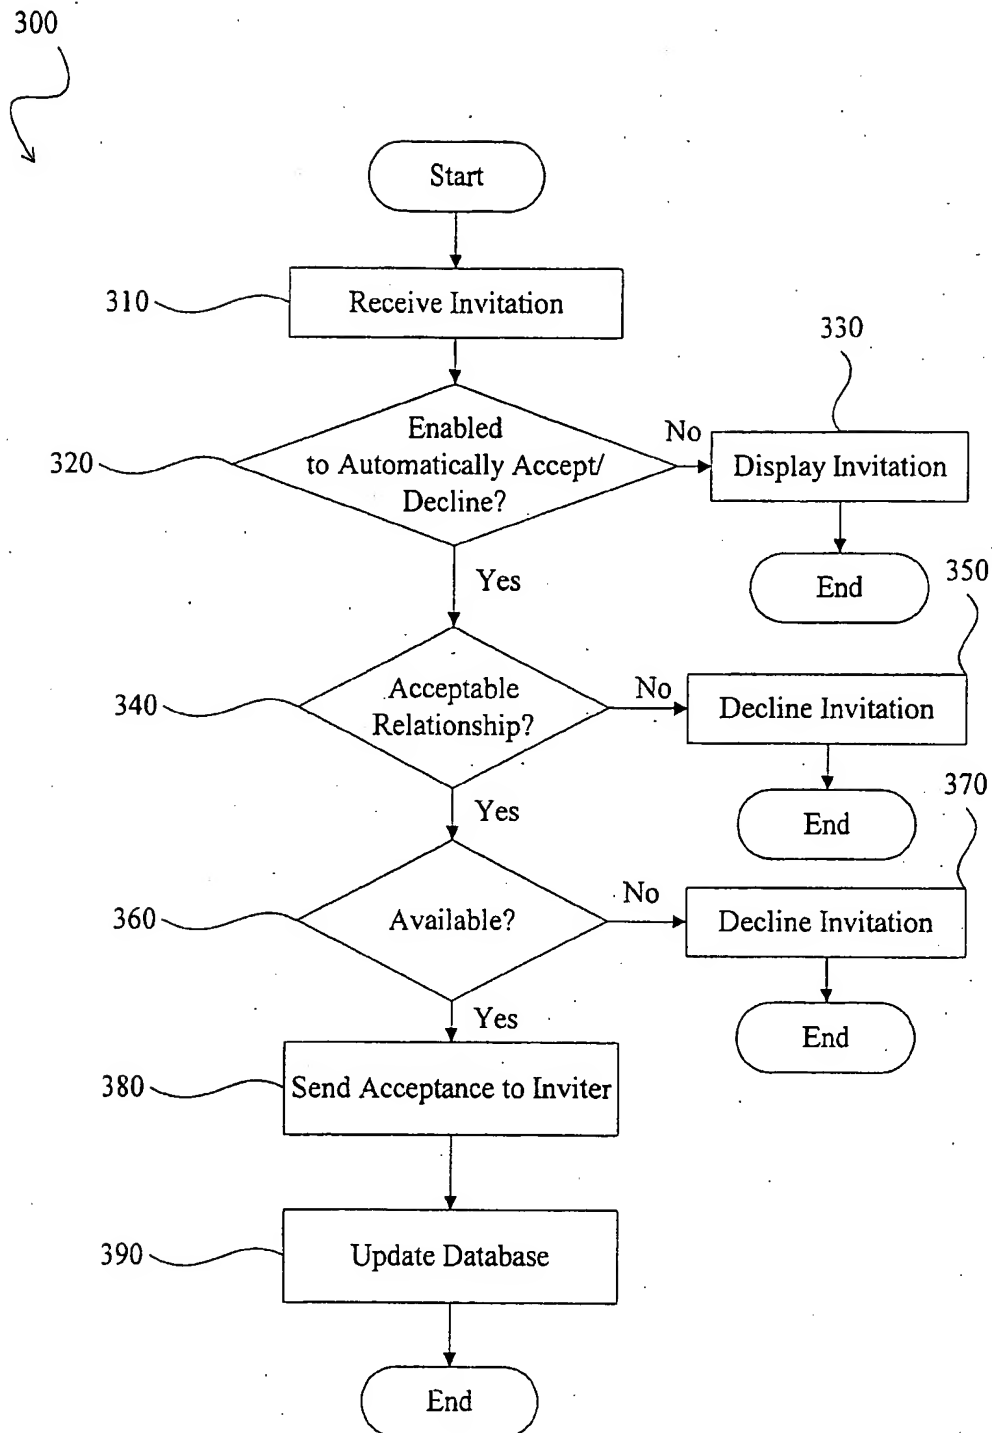 300
Start
310
Receive Invitation
330
320
Enabled
to Automatically Accept/
Decline?
No
Display Invitation
End
Yes
350
340
Acceptable
Relationship?
No
Decline Invitation
End
Yes
370
360
Available?
No
Decline Invitation
End
Yes
380
Send Acceptance to Inviter
390
Update Database
End